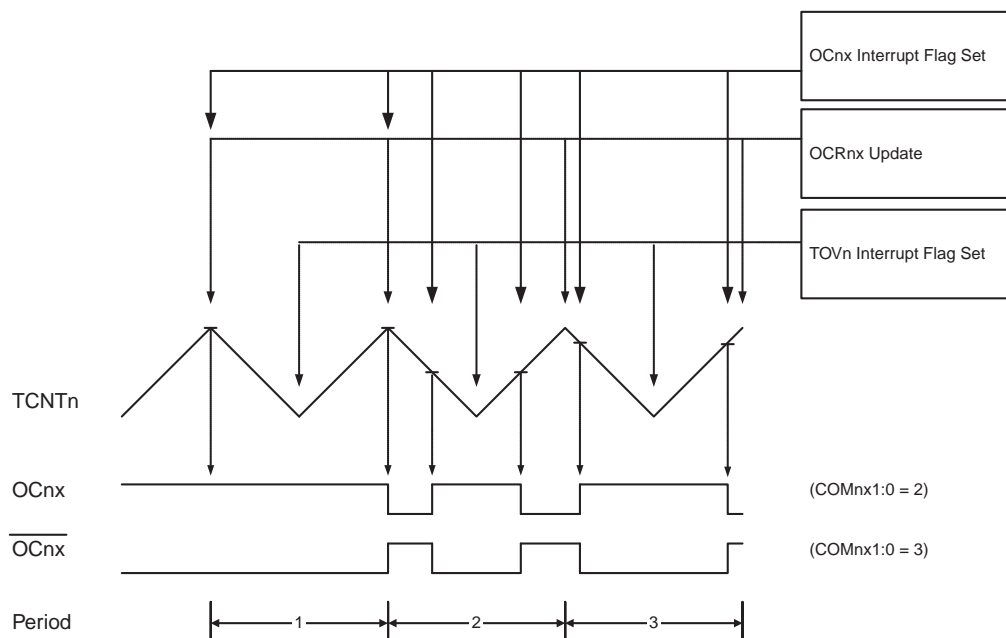 OCnx Interrupt Flag Set
OCRnx Update
TOVn Interrupt Flag Set
TCNTn
OCnx
(COMnx1:0 = 2)
OCnx
(COMnx1:0 = 3)
Period
1
2
3